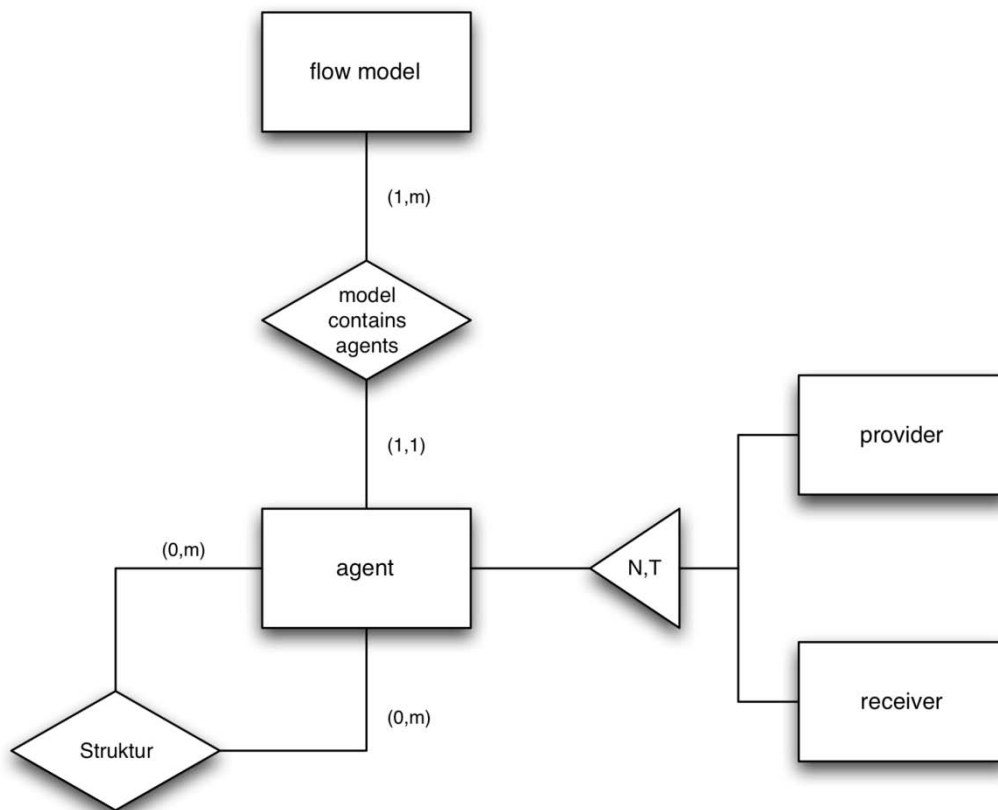 flow model
(1,m)
model
contains
agents
(1,1)
provider
(0,m)
agent
N,T
(0,m)
receiver
Struktur